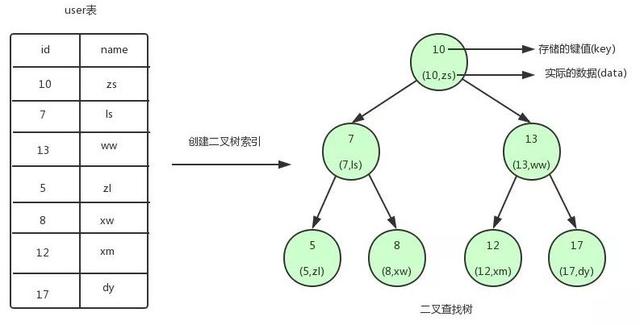 user表
id name
10 zs
7 ls
13 ww
5 zl
8 xw
12 xm
17 dy
创建二叉树索引
10
(10,zs)
存储的键值(key)
实际的数据(data)
7
(7,ls)
13
(13,ww)
5
(5,zl)
8
(8,xw)
12
(12,xm)
17
(17,dy)
二叉查找树